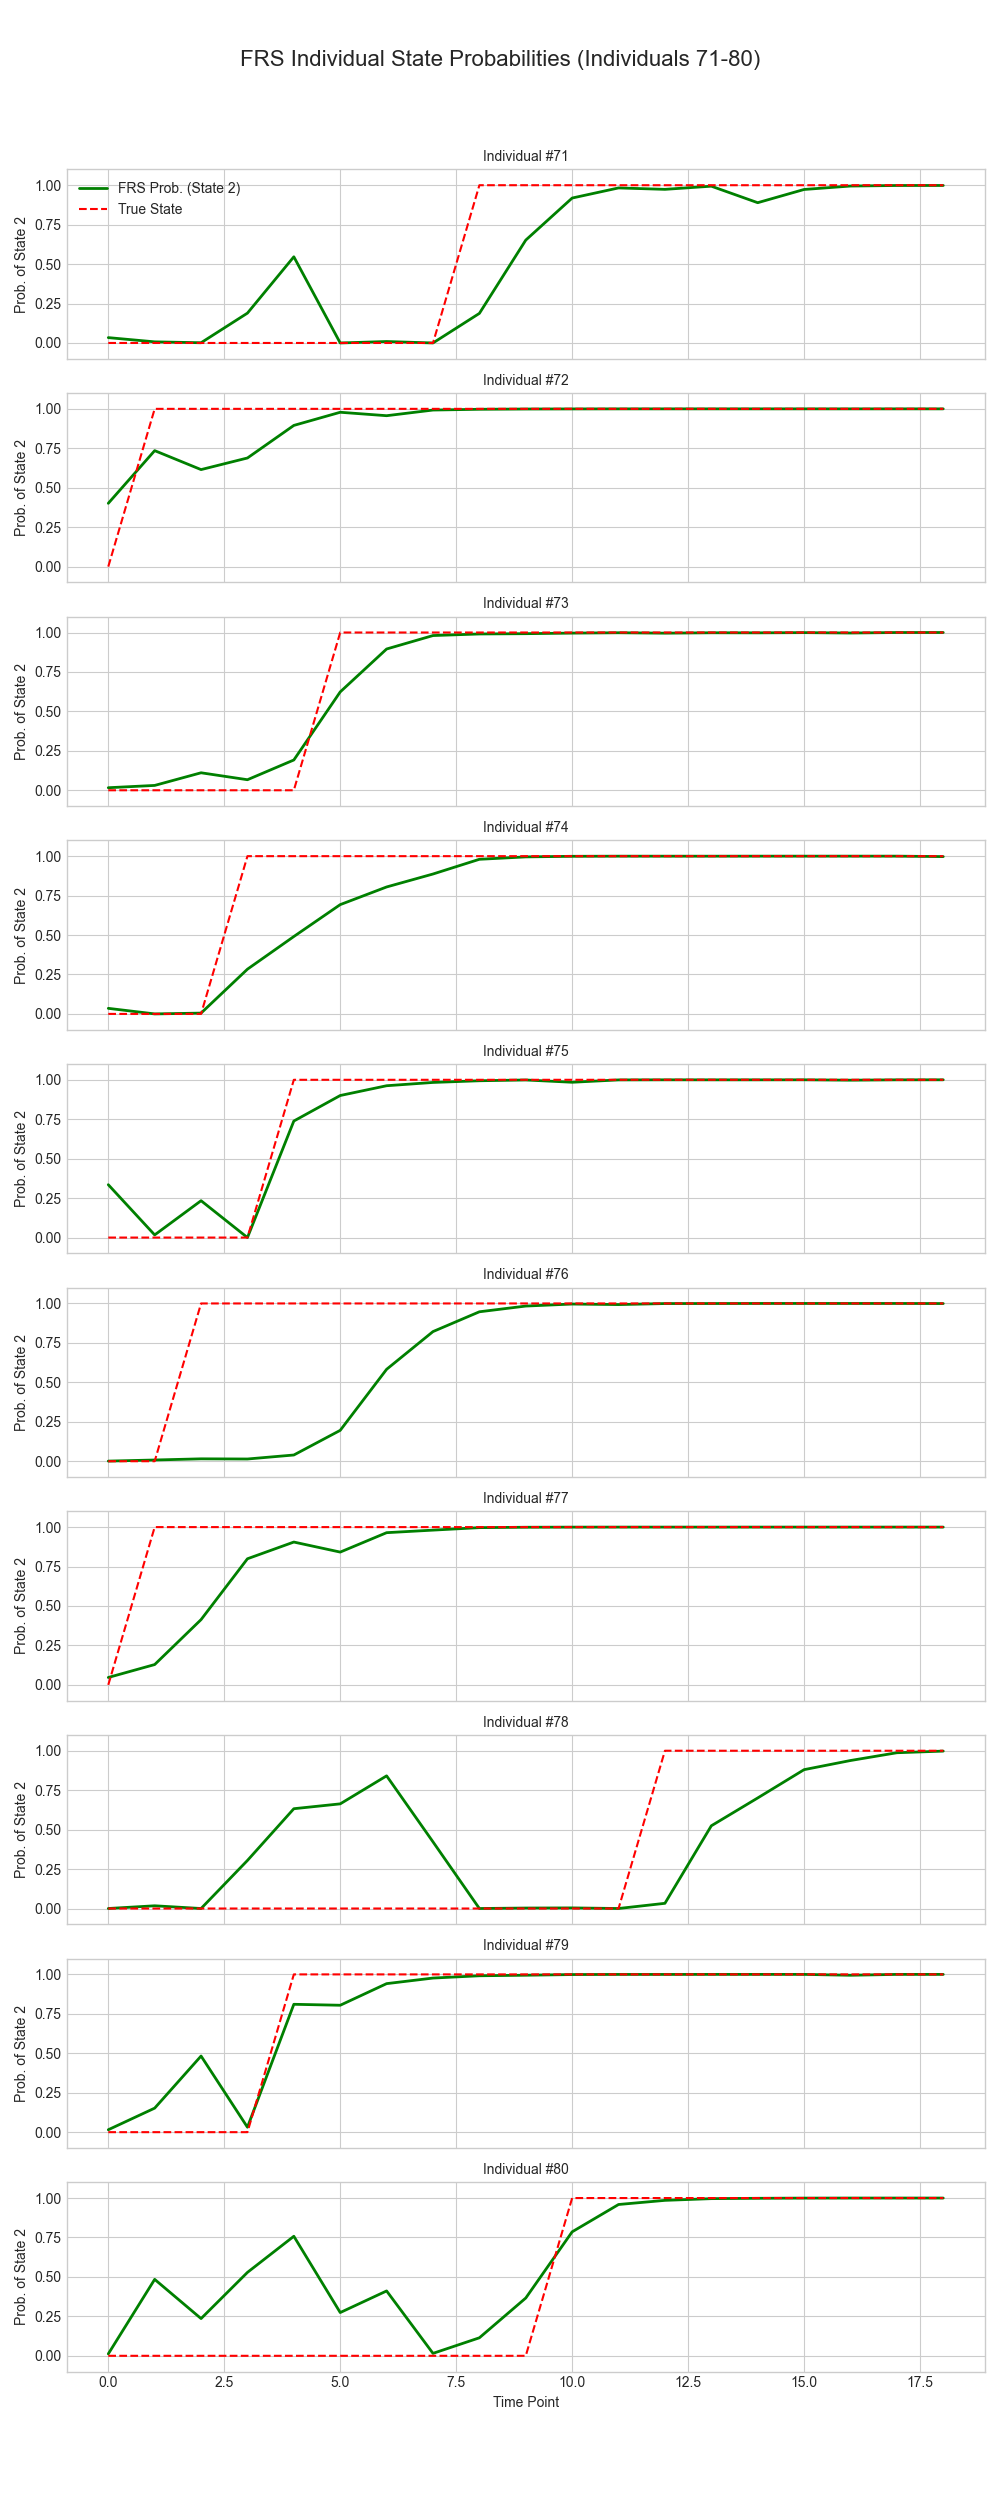 FRS Individual State Probabilities (Individuals 71-80)
Individual #71
FRS Prob. (State 2)
True State
Prob. of State 2
1.00
0.75
0.50
0.25
0.00
Individual #72
Prob. of State 2
1.00
0.75
0.50
0.25
0.00
Individual #73
Prob. of State 2
1.00
0.75
0.50
0.25
0.00
Individual #74
Prob. of State 2
1.00
0.75
0.50
0.25
0.00
Individual #75
Prob. of State 2
1.00
0.75
0.50
0.25
0.00
Individual #76
Prob. of State 2
1.00
0.75
0.50
0.25
0.00
Individual #77
Prob. of State 2
1.00
0.75
0.50
0.25
0.00
Individual #78
Prob. of State 2
1.00
0.75
0.50
0.25
0.00
Individual #79
Prob. of State 2
1.00
0.75
0.50
0.25
0.00
Individual #80
Prob. of State 2
1.00
0.75
0.50
0.25
0.00
0.0 2.5 5.0 7.5 10.0 12.5 15.0 17.5
Time Point